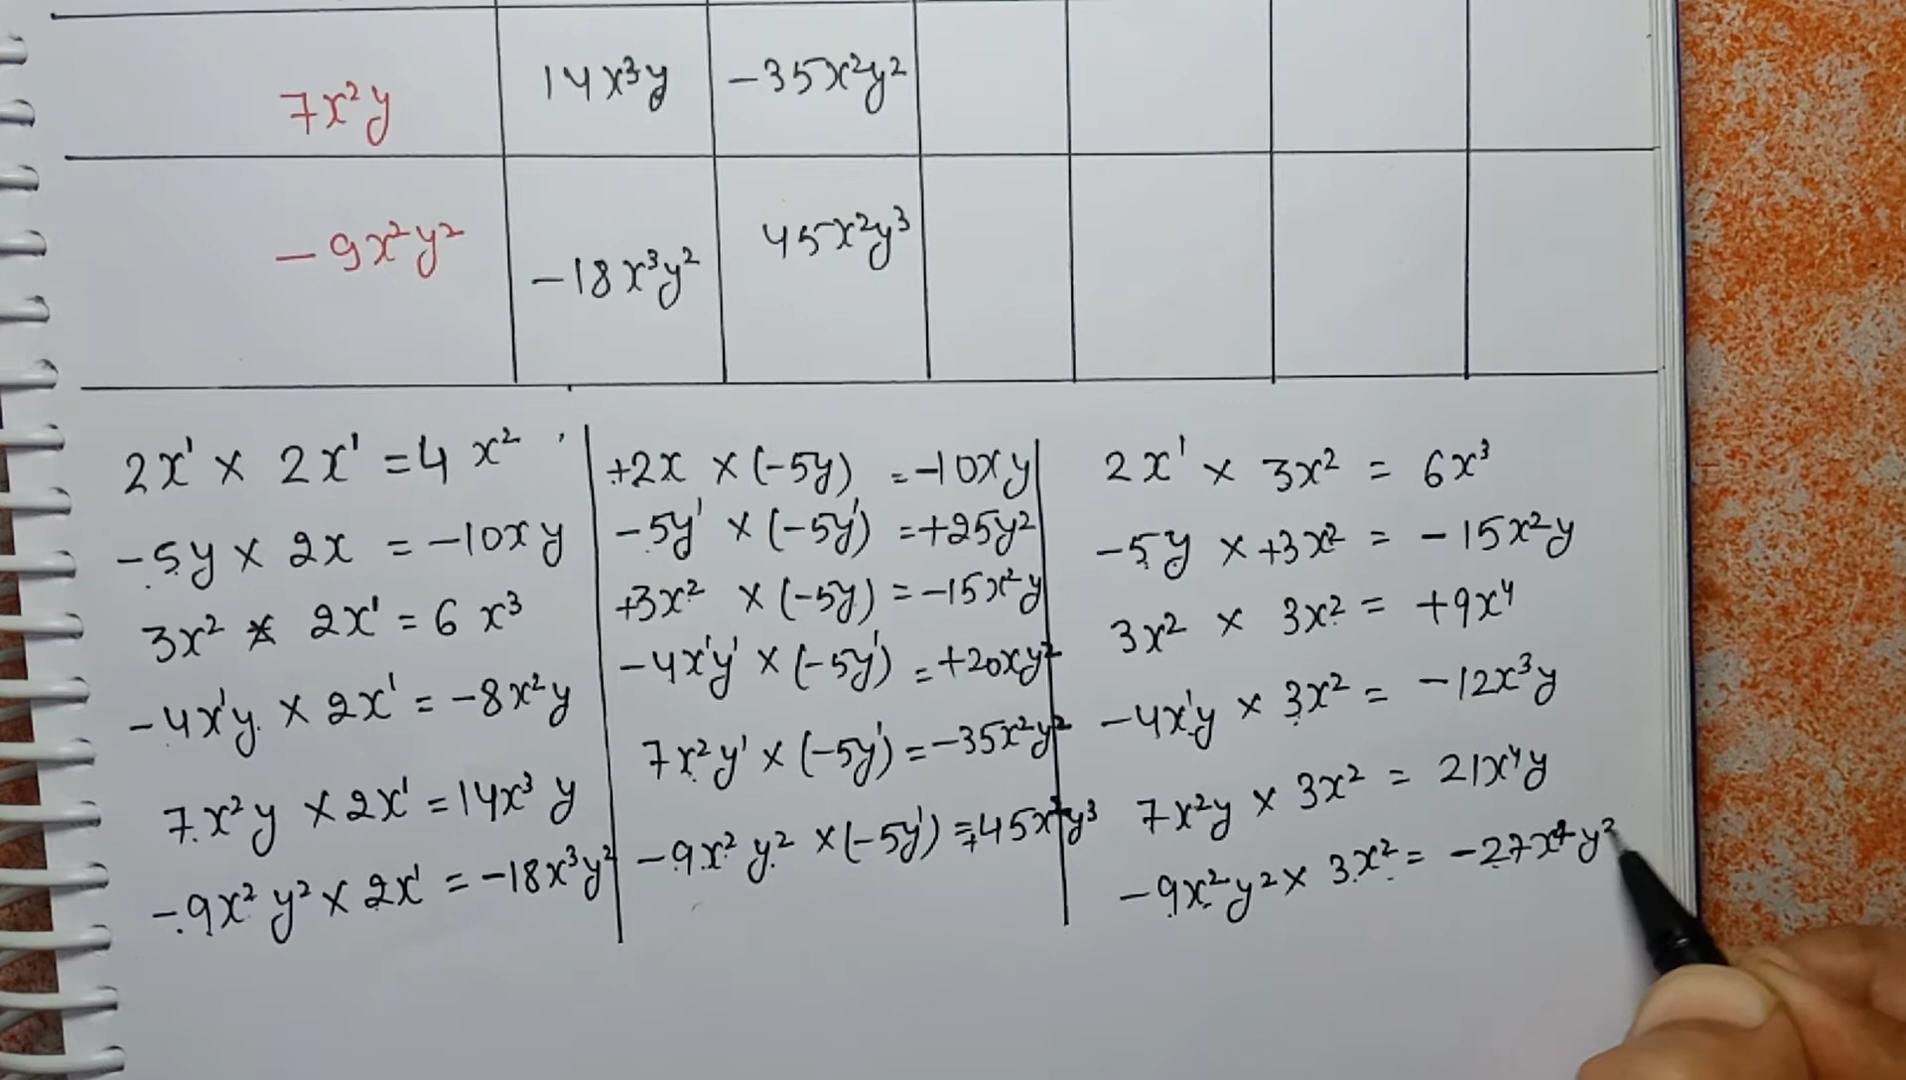 7x²y 14x³y -35x²y²
-9x²y² -18x³y² 45x²y³
2x¹ × 2x¹ = 4x²
-5y × 2x = -10xy
3x² × 2x¹ = 6x³
-4x¹y × 2x¹ = -8x²y
7x²y × 2x¹ = 14x³y
-9x²y² × 2x¹ = -18x³y²
+2x × (-5y) = -10xy
-5y¹ × (-5y¹) = +25y²
+3x² × (-5y) = -15x²y
-4x¹y¹ × (-5y¹) = +20xy²
7x²y¹ × (-5y¹) = -35x²y²
-9x²y² × (-5y¹) = +45x²y³
2x¹ × 3x² = 6x³
-5y × +3x² = -15x²y
3x² × 3x² = +9x⁴
-4x¹y × 3x² = -12x³y
7x²y × 3x² = 21x⁴y
-9x²y² × 3x² = -27x⁴y²